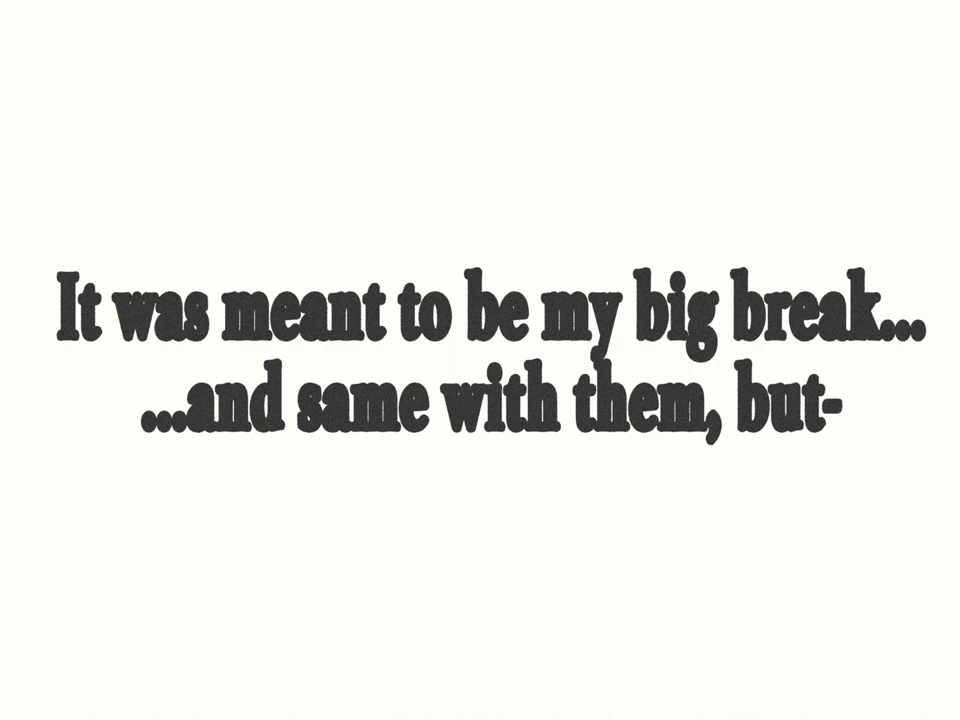 It was meant to be my big break...
...and same with them, but-